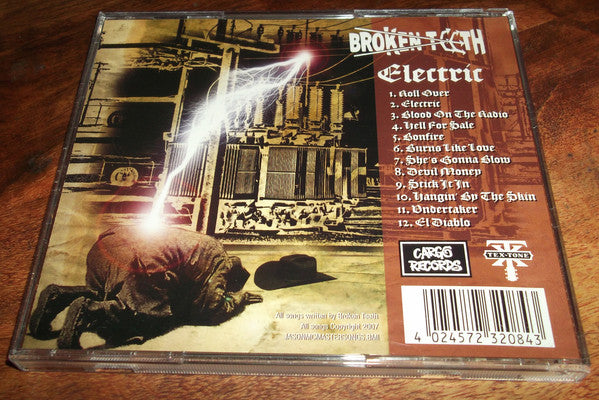 BROKEN TEETH
Electric
1. Roll Over
2. Electric
3. Blood On The Radio
4. Hell For Sale
5. Bonfire
6. Burns Like Love
7. She's Gonna Blow
8. Devil Money
9. Stick It In
10. Hangin' By The Skin
11. Undertaker
12. El Diablo
CARGO
RECORDS
TEX-TONE
All songs written by Broken Teeth
All songs Copyright 2007
JASONMCMASTERSONGS BMI
4 024572 320843